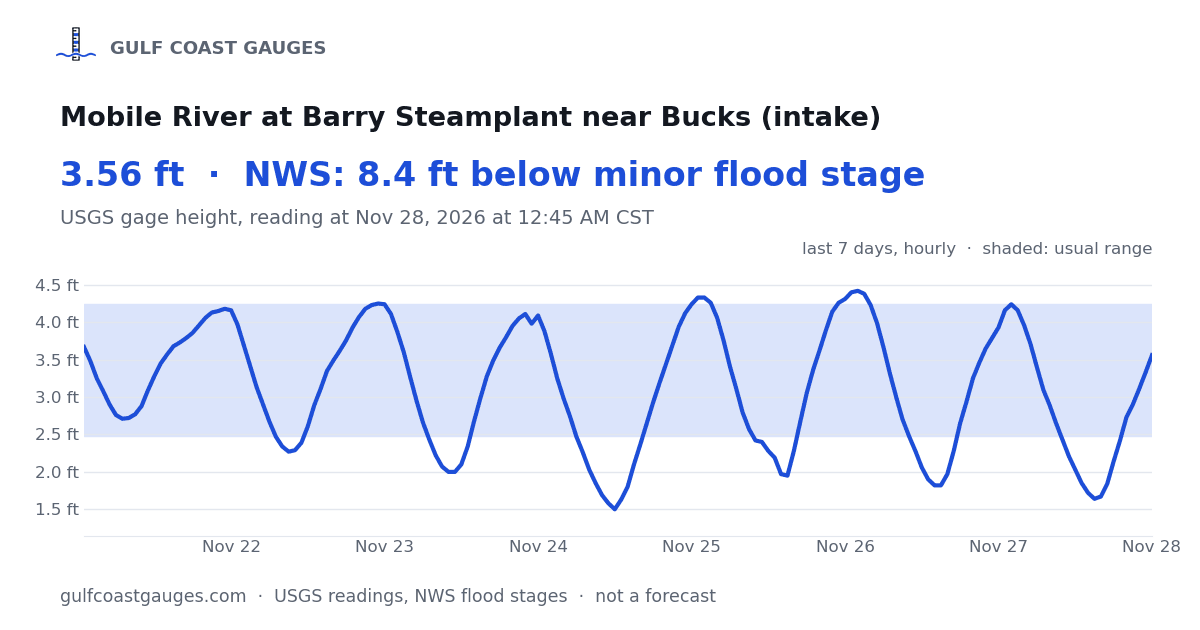 GULF COAST GAUGES
Mobile River at Barry Steamplant near Bucks (intake)
3.56 ft · NWS: 8.4 ft below minor flood stage
USGS gage height, reading at Nov 28, 2026 at 12:45 AM CST
last 7 days, hourly · shaded: usual range
4.5 ft
4.0 ft
3.5 ft
3.0 ft
2.5 ft
2.0 ft
1.5 ft
Nov 22 Nov 23 Nov 24 Nov 25 Nov 26 Nov 27 Nov 28
gulfcoastgauges.com · USGS readings, NWS flood stages · not a forecast